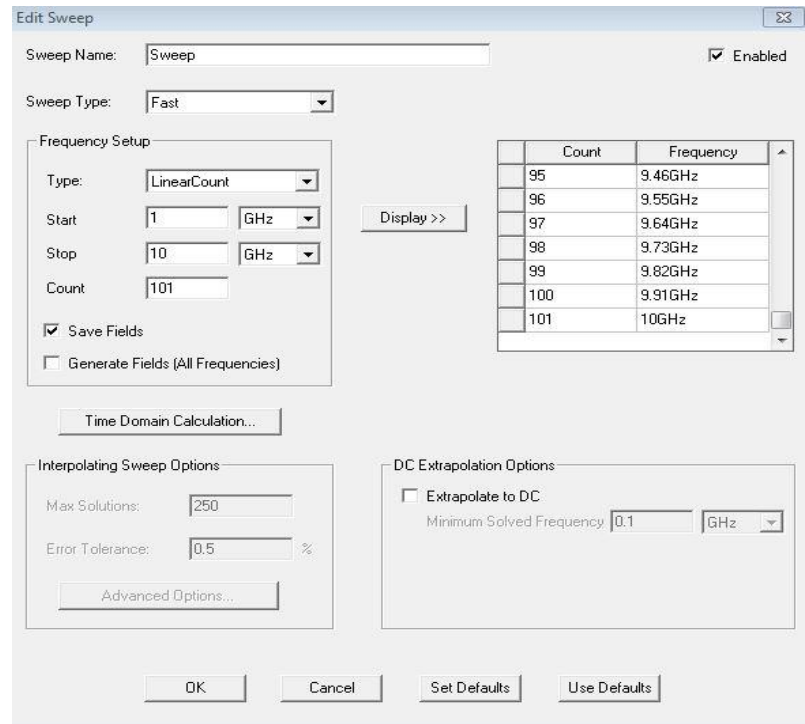 Edit Sweep
Sweep Name: Sweep
Enabled
Sweep Type: Fast
Frequency Setup
Type: LinearCount
Start 1 GHz
Stop 10 GHz
Count 101
Save Fields
Generate Fields (All Frequencies)
Display >>
Count Frequency
95 9.46GHz
96 9.55GHz
97 9.64GHz
98 9.73GHz
99 9.82GHz
100 9.91GHz
101 10GHz
Time Domain Calculation...
Interpolating Sweep Options
Max Solutions: 250
Error Tolerance: 0.5 %
Advanced Options...
DC Extrapolation Options
Extrapolate to DC
Minimum Solved Frequency 0.1 GHz
OK Cancel Set Defaults Use Defaults